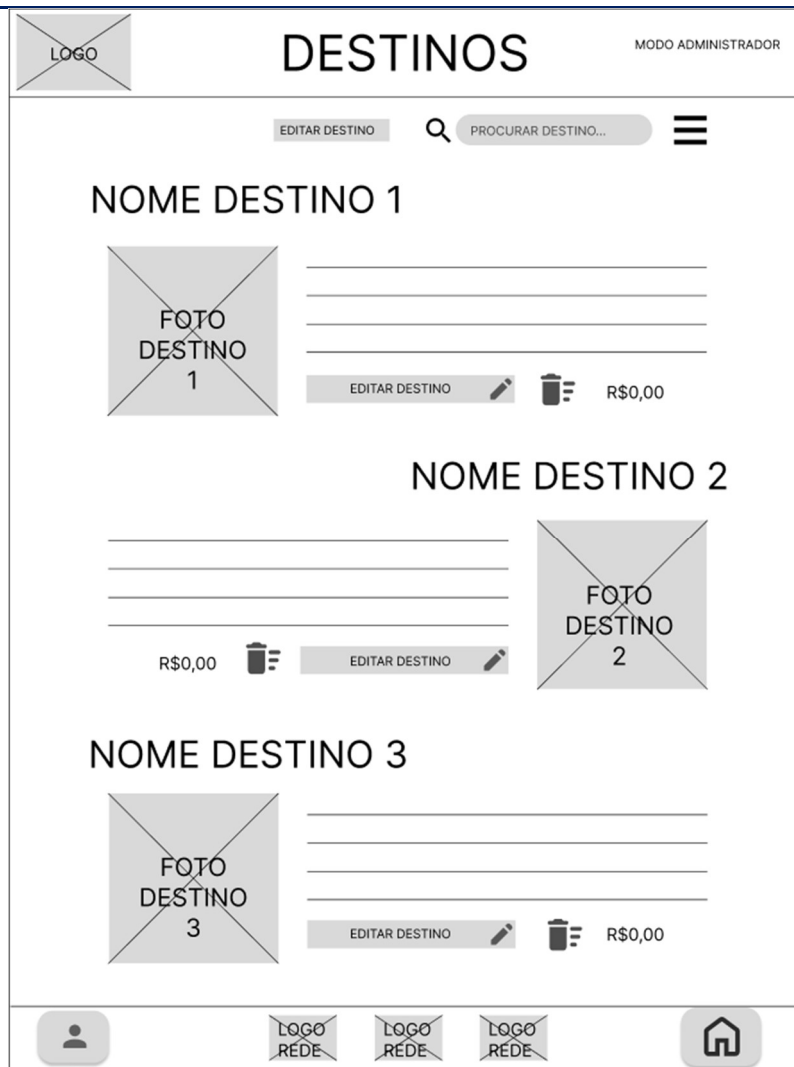 LOGO
DESTINOS
MODO ADMINISTRADOR
EDITAR DESTINO
PROCURAR DESTINO...
NOME DESTINO 1
FOTO
DESTINO
1
EDITAR DESTINO
R$0,00
NOME DESTINO 2
R$0,00
EDITAR DESTINO
FOTO
DESTINO
2
NOME DESTINO 3
FOTO
DESTINO
3
EDITAR DESTINO
R$0,00
LOGO
REDE
LOGO
REDE
LOGO
REDE